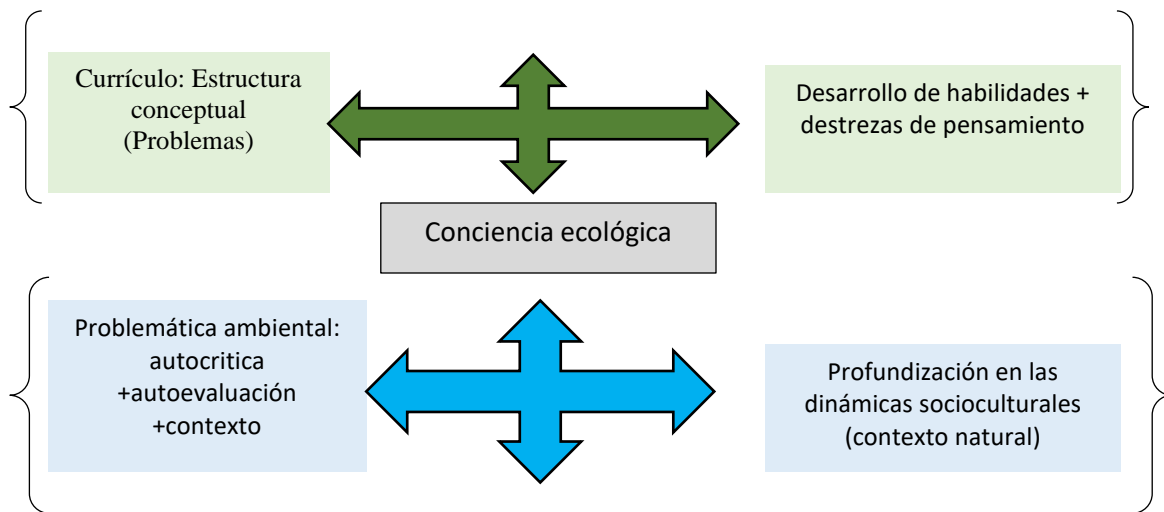 Currículo: Estructura
conceptual
(Problemas)
Desarrollo de habilidades +
destrezas de pensamiento
Conciencia ecológica
Problemática ambiental:
autocritica
+autoevaluación
+contexto
Profundización en las
dinámicas socioculturales
(contexto natural)